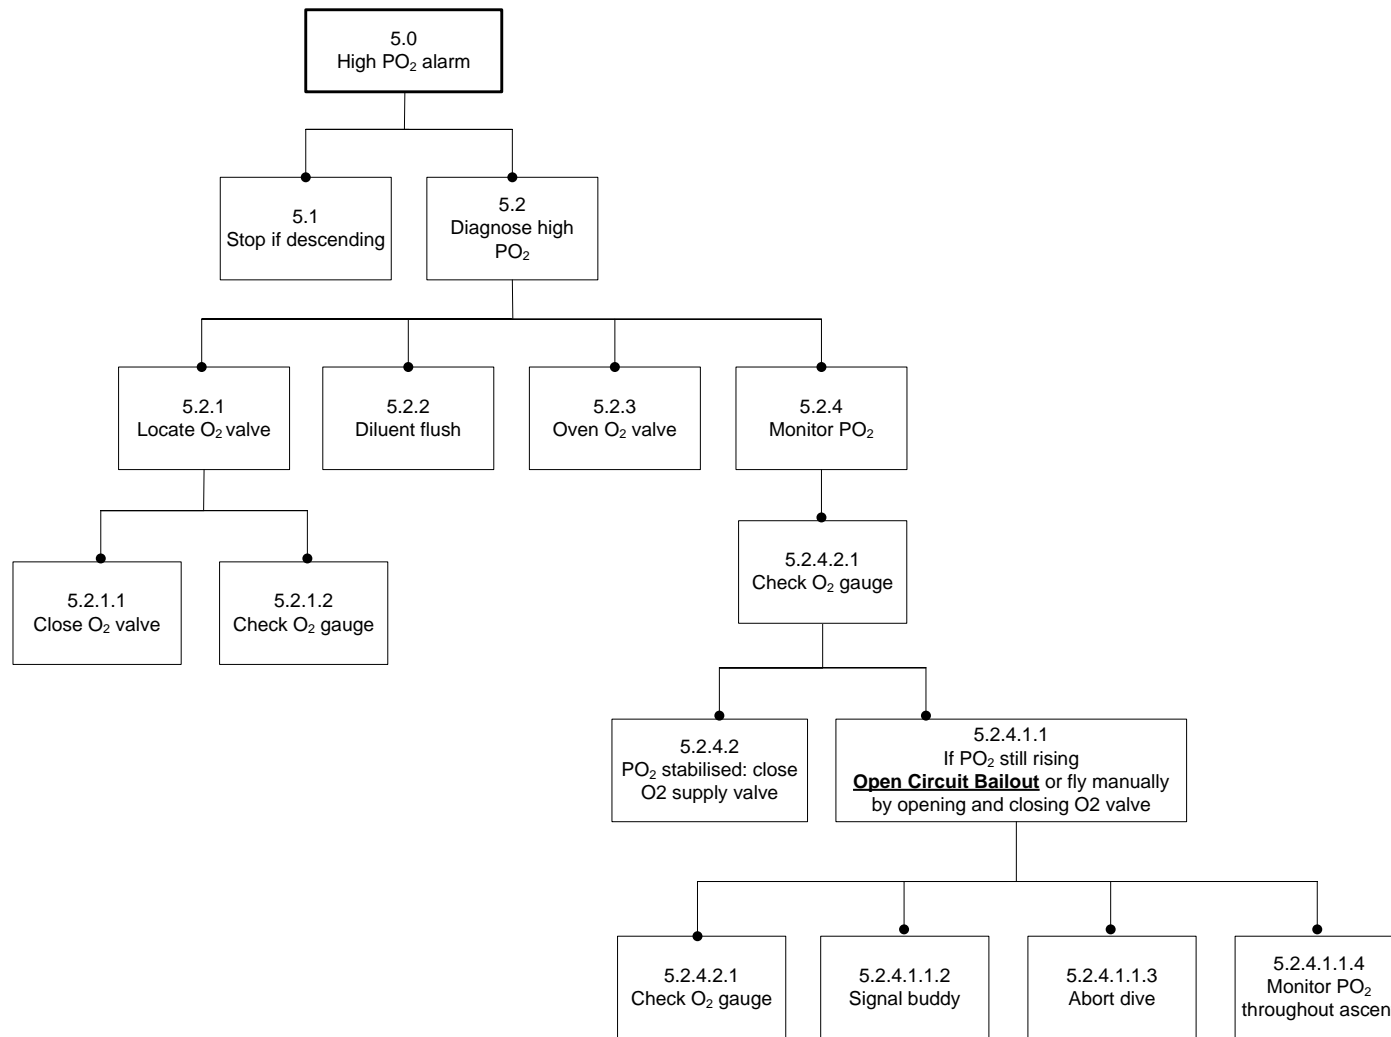 5.0
High PO₂ alarm
5.1
Stop if descending
5.2
Diagnose high
PO₂
5.2.1
Locate O₂ valve
5.2.2
Diluent flush
5.2.3
Oven O₂ valve
5.2.4
Monitor PO₂
5.2.4.2.1
Check O₂ gauge
5.2.1.1
Close O₂ valve
5.2.1.2
Check O₂ gauge
5.2.4.2
PO₂ stabilised: close
O2 supply valve
5.2.4.1.1
If PO₂ still rising
Open Circuit Bailout or fly manually
by opening and closing O2 valve
5.2.4.2.1
Check O₂ gauge
5.2.4.1.1.2
Signal buddy
5.2.4.1.1.3
Abort dive
5.2.4.1.1.4
Monitor PO₂
throughout ascen